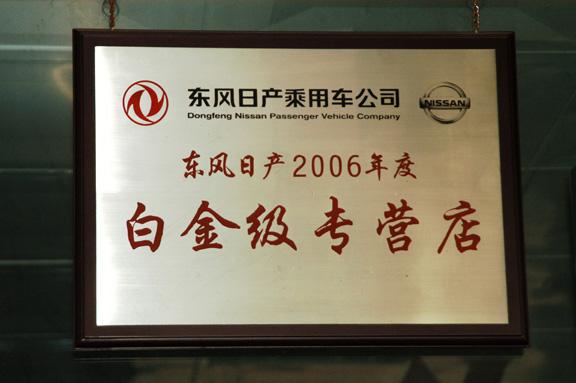 东风日产乘用车公司
Dongfeng Nissan Passenger Vehicle Company
NISSAN
东风日产2006年度
白金级专营店